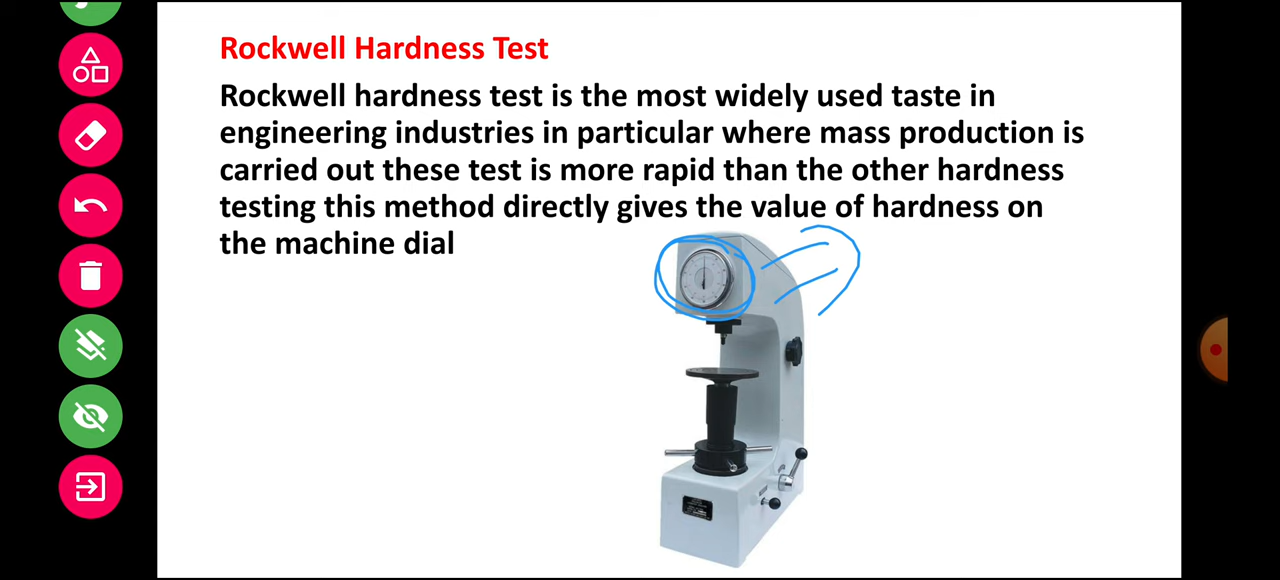 Rockwell Hardness Test
Rockwell hardness test is the most widely used taste in
engineering industries in particular where mass production is
carried out these test is more rapid than the other hardness
testing this method directly gives the value of hardness on
the machine dial